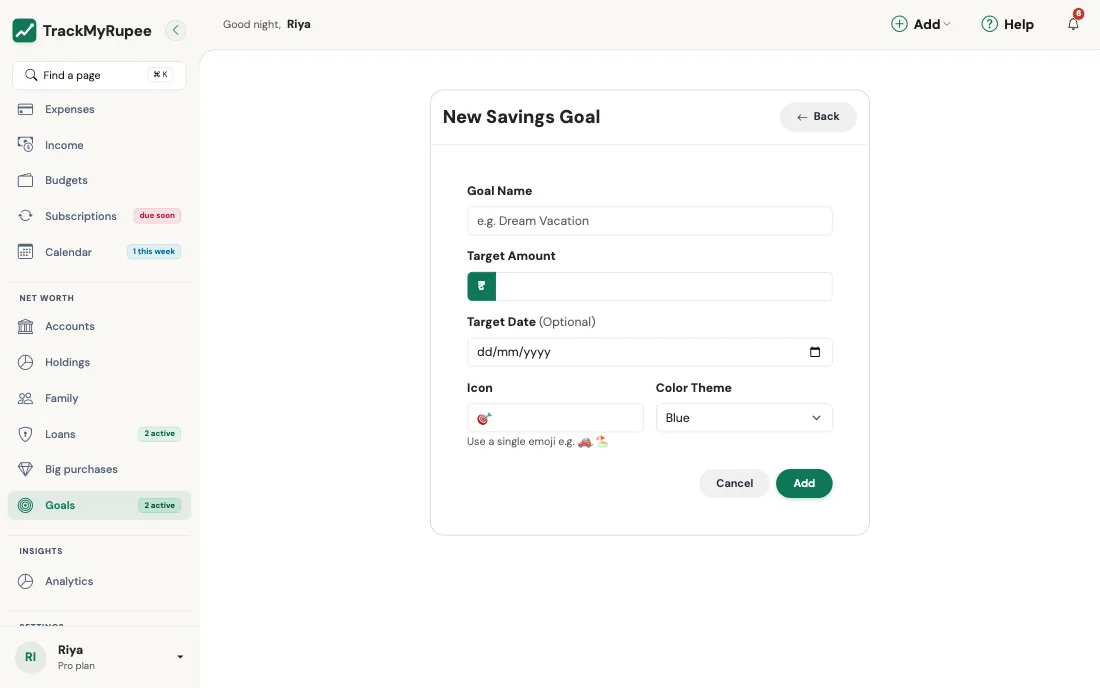 TrackMyRupee
Good night, Riya
Add
Help
6
Find a page
⌘ K
Expenses
Income
Budgets
Subscriptions
due soon
Calendar
1 this week
NET WORTH
Accounts
Holdings
Family
Loans
2 active
Big purchases
Goals
2 active
INSIGHTS
Analytics
SETTINGS
RI
Riya
Pro plan
New Savings Goal
← Back
Goal Name
e.g. Dream Vacation
Target Amount
₹
Target Date (Optional)
dd/mm/yyyy
Icon
Color Theme
🎯
Blue
Use a single emoji e.g. 🚗 🏖️
Cancel
Add